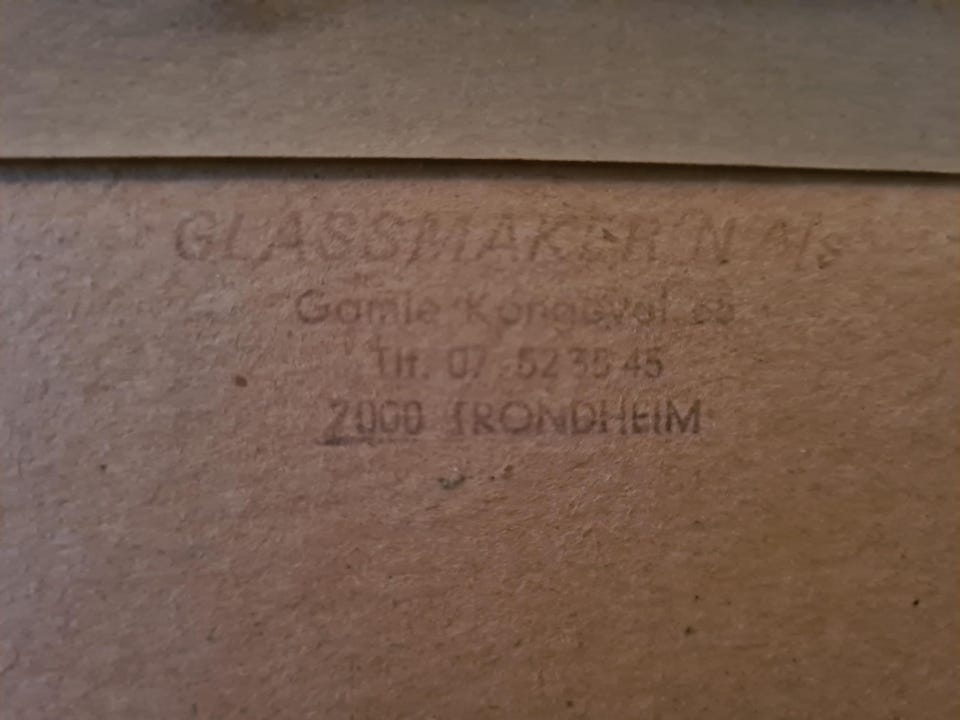 GLASSMAKER'N A/s
Gamle Kongevei
Tlf. 07 - 52 35 45
7000 TRONDHEIM